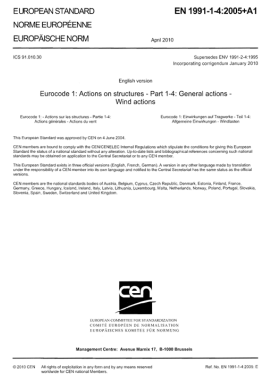 EUROPEAN STANDARD
EN 1991-1-4:2005+A1
NORME EUROPÉENNE
EUROPÄISCHE NORM
April 2010
ICS 91.010.30
Supersedes ENV 1991-2-4:1995
Incorporating corrigendum January 2010
English version
Eurocode 1: Actions on structures - Part 1-4: General actions -
Wind actions
Eurocode 1: Actions sur les structures - Partie 1-4:
Actions générales - Actions du vent
Eurocode 1: Einwirkungen auf Tragwerke - Teil 1-4:
Allgemeine Einwirkungen - Windlasten
This European Standard was approved by CEN on 4 June 2004.
CEN members are bound to comply with the CEN/CENELEC Internal Regulations which stipulate the conditions for giving this European
Standard the status of a national standard without any alteration. Up-to-date lists and bibliographical references concerning such national
standards may be obtained on application to the Central Secretariat or to any CEN member.
This European Standard exists in three official versions (English, French, German). A version in any other language made by translation
under the responsibility of a CEN member into its own language and notified to the Central Secretariat has the same status as the official
versions.
CEN members are the national standards bodies of Austria, Belgium, Cyprus, Czech Republic, Denmark, Estonia, Finland, France,
Germany, Greece, Hungary, Iceland, Ireland, Italy, Latvia, Lithuania, Luxembourg, Malta, Netherlands, Norway, Poland, Portugal, Slovakia,
Slovenia, Spain, Sweden, Switzerland and United Kingdom.
cen
EUROPEAN COMMITTEE FOR STANDARDIZATION
COMITÉ EUROPÉEN DE NORMALISATION
EUROPÄISCHES KOMITEE FÜR NORMUNG
Management Centre: Avenue Marnix 17, B-1000 Brussels
© 2010 CEN
All rights of exploitation in any form and by any means reserved
worldwide for CEN national Members.
Ref. No. EN 1991-1-4:2005: E